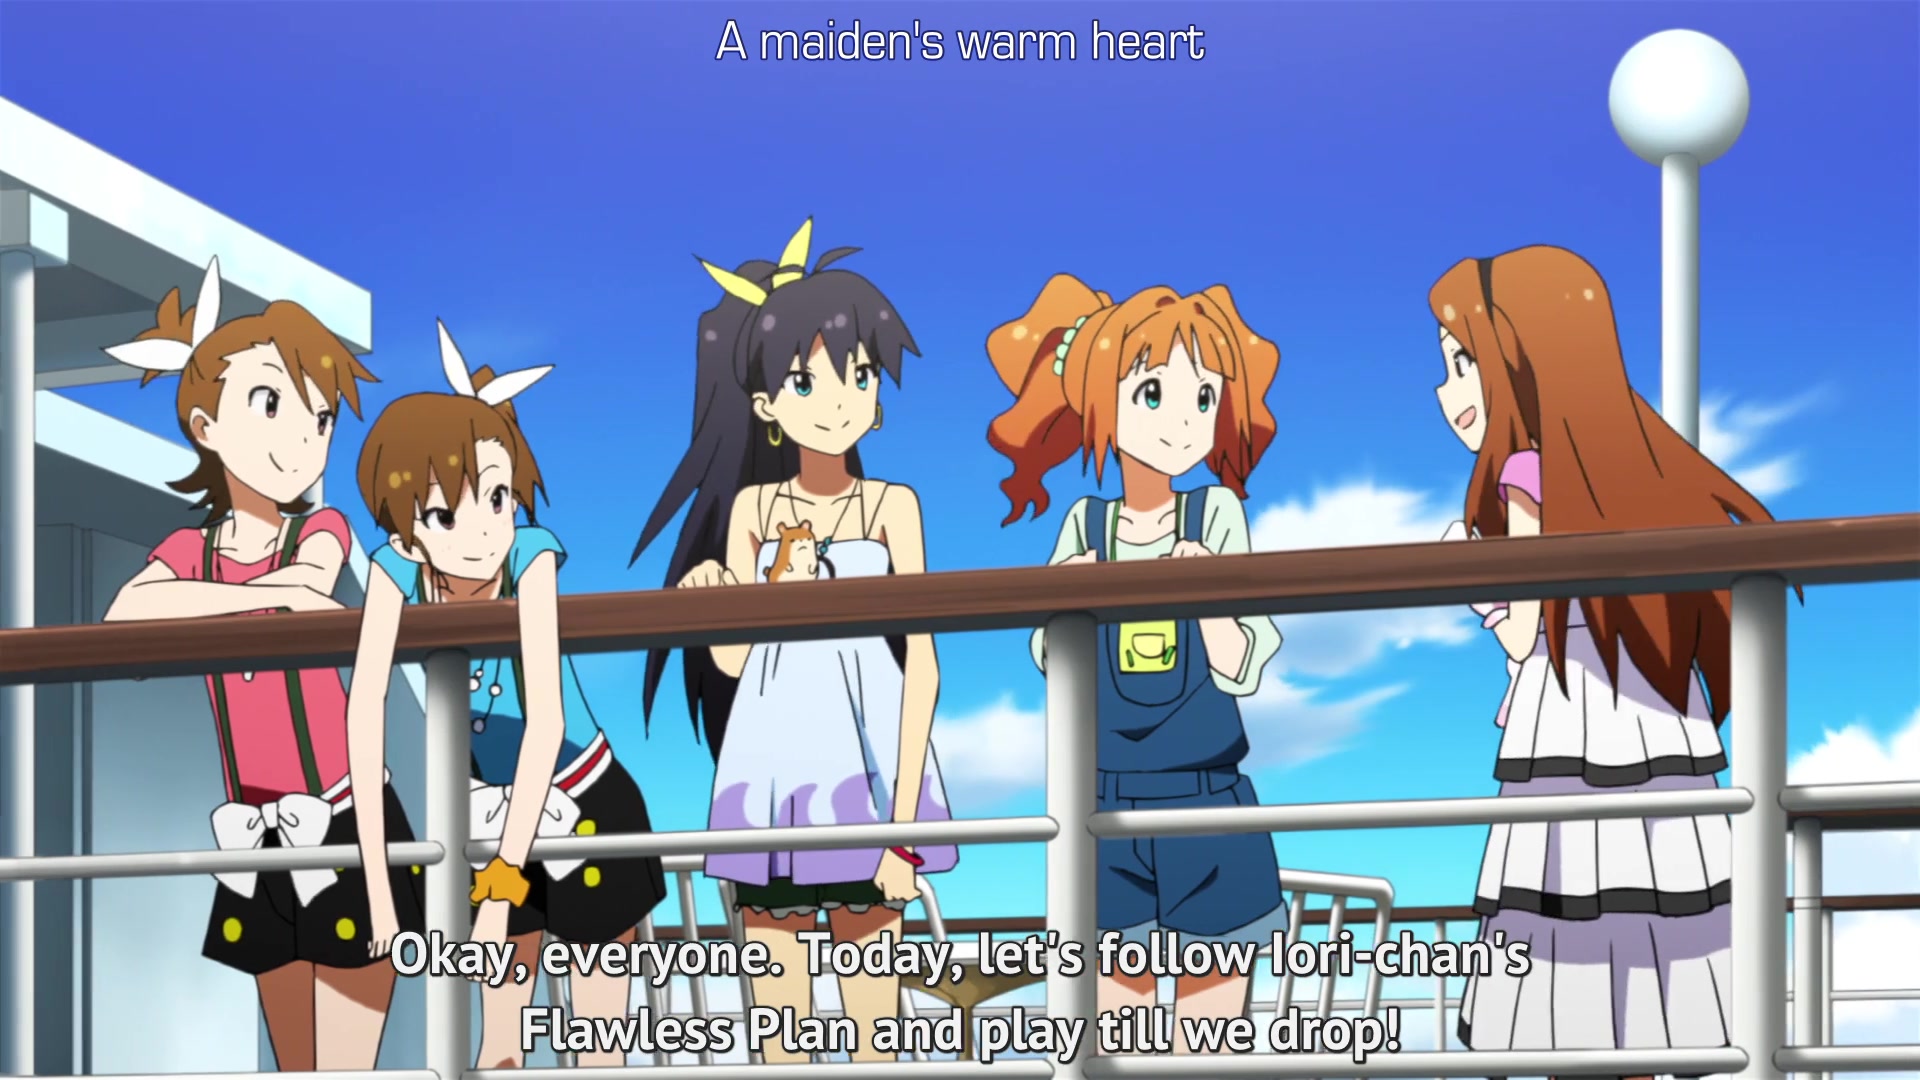 A maiden's warm heart
Okay, everyone. Today, let's follow Iori-chan's
Flawless Plan and play till we drop!